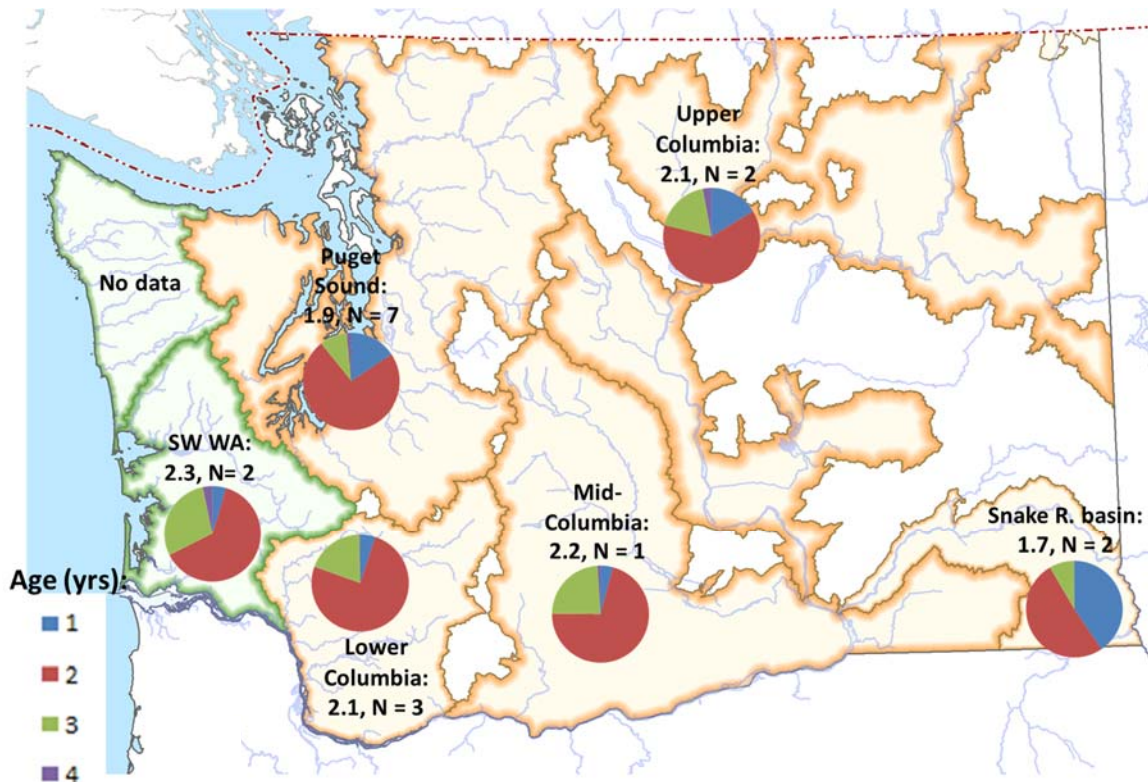 Upper
Columbia:
2.1, N = 2
Puget
Sound:
1.9, N = 7
No data
SW WA:
2.3, N= 2
Mid-
Columbia:
2.2, N = 1
Snake R. basin:
1.7, N = 2
Lower
Columbia:
2.1, N = 3
Age (yrs):
1
2
3
4